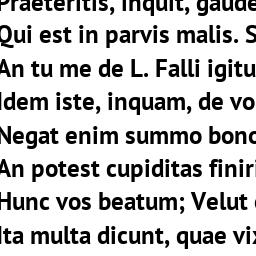 Praeteritis, inquit, gaude
Qui est in parvis malis. S
An tu me de L. Falli igitu
Idem iste, inquam, de vo
Negat enim summo bono
An potest cupiditas finiri
Hunc vos beatum; Velut
Ita multa dicunt, quae vix